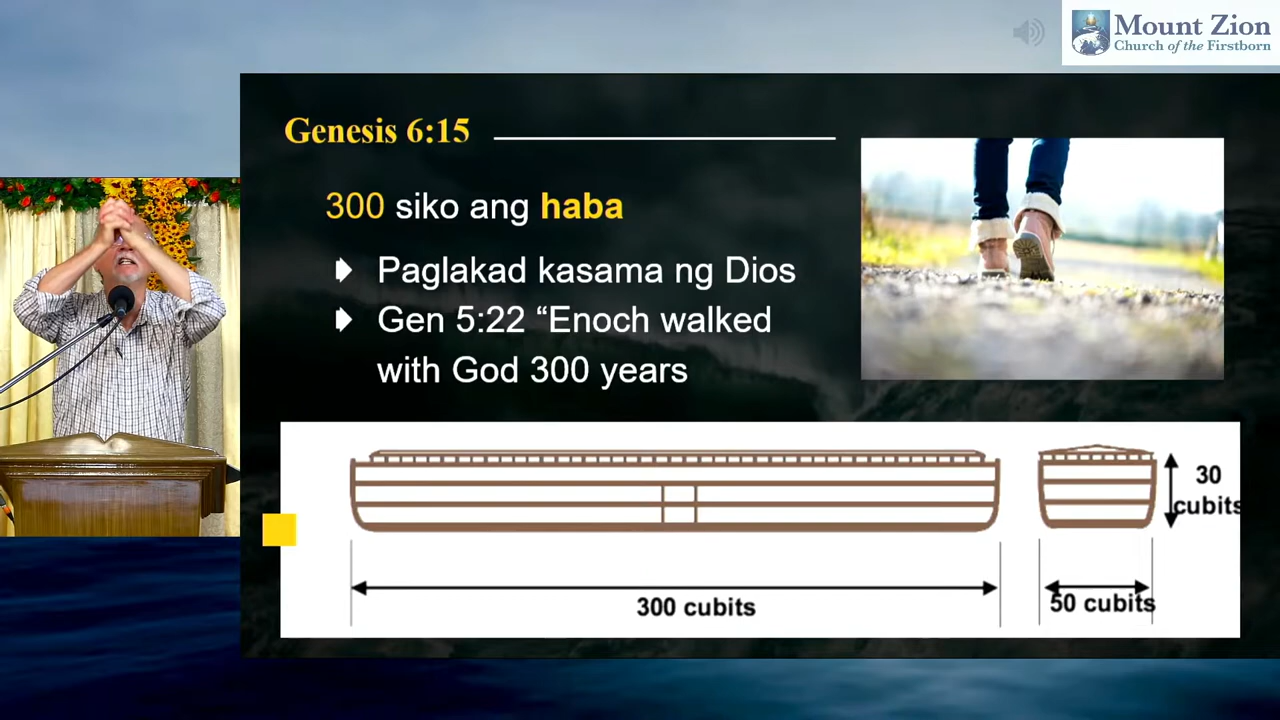 Mount Zion
Church of the Firstborn
Genesis 6:15
300 siko ang haba
Paglakad kasama ng Dios
Gen 5:22 “Enoch walked
with God 300 years
30
cubits
300 cubits
50 cubits